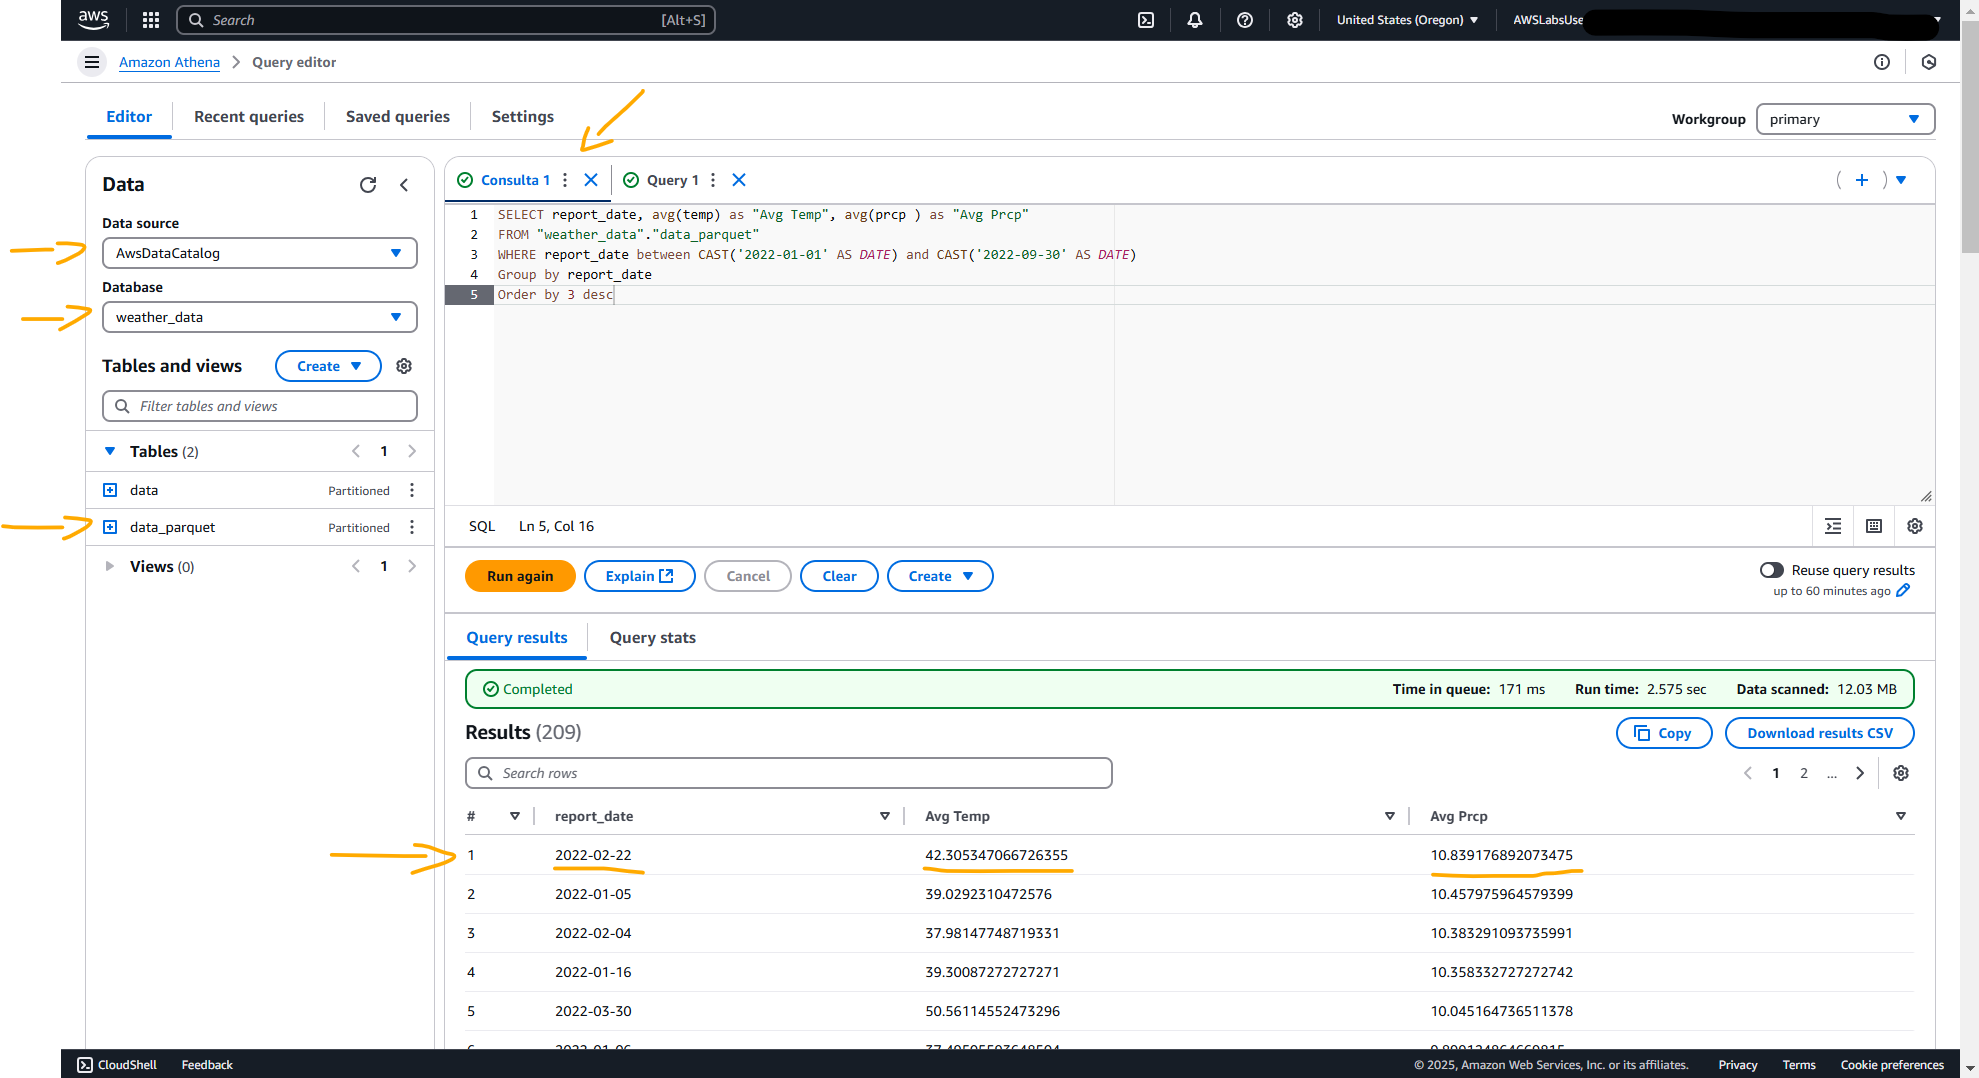 aws
Search [Alt+S]
United States (Oregon)
AWSLabsUse
Amazon Athena
Query editor
Editor
Recent queries
Saved queries
Settings
Workgroup
primary
Data
Data source
AwsDataCatalog
Database
weather_data
Tables and views
Create
Filter tables and views
Tables (2)
1
data
Partitioned
data_parquet
Partitioned
Views (0)
1
Consulta 1
Query 1
1 SELECT report_date, avg(temp) as "Avg Temp", avg(prcp ) as "Avg Prcp"
2 FROM "weather_data"."data_parquet"
3 WHERE report_date between CAST('2022-01-01' AS DATE) and CAST('2022-09-30' AS DATE)
4 Group by report_date
5 Order by 3 desc
SQL Ln 5, Col 16
Run again
Explain
Cancel
Clear
Create
Reuse query results
up to 60 minutes ago
Query results
Query stats
Completed
Time in queue: 171 ms
Run time: 2.575 sec
Data scanned: 12.03 MB
Results (209)
Copy
Download results CSV
Search rows
1 2 ...
# report_date Avg Temp Avg Prcp
1 2022-02-22 42.305347066726355 10.839176892073475
2 2022-01-05 39.0292310472576 10.457975964579399
3 2022-02-04 37.98147748719331 10.383291093735991
4 2022-01-16 39.30087272727271 10.358332727272742
5 2022-03-30 50.56114552473296 10.045164736511378
CloudShell
Feedback
© 2025, Amazon Web Services, Inc. or its affiliates.
Privacy
Terms
Cookie preferences